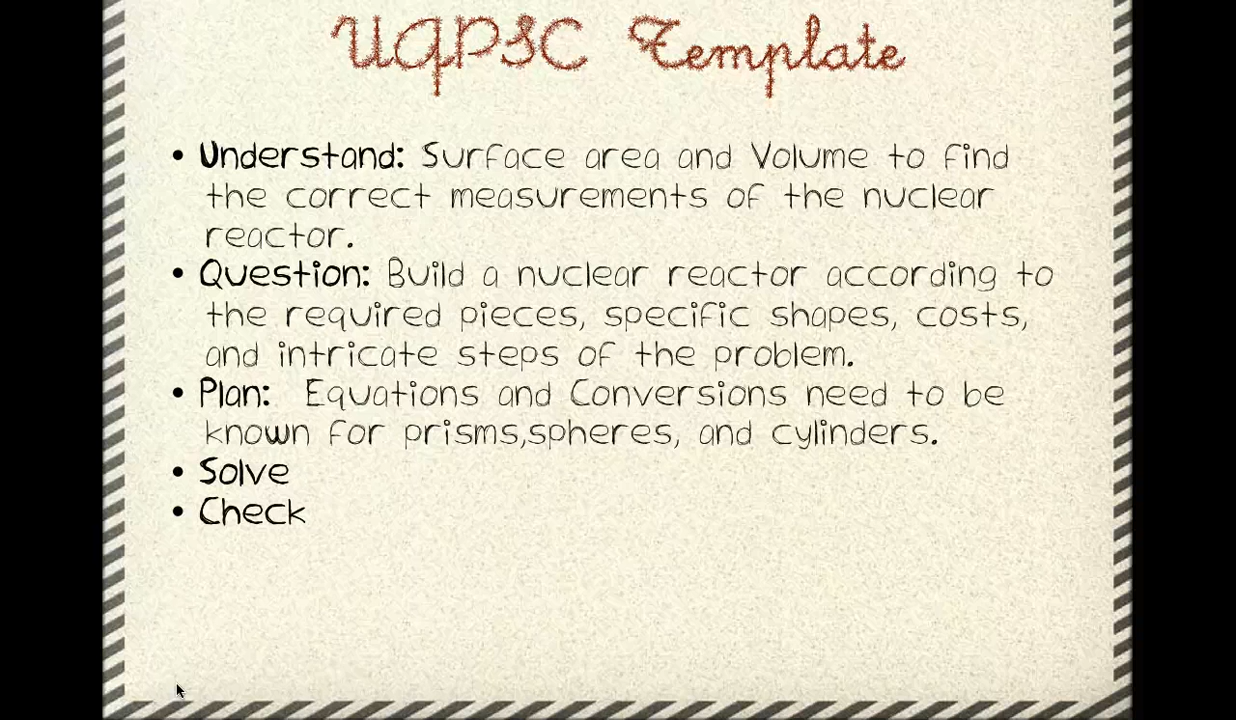 UQPSC Template
• Understand: Surface area and Volume to find
the correct measurements of the nuclear
reactor.
• Question: Build a nuclear reactor according to
the required pieces, specific shapes, costs,
and intricate steps of the problem.
• Plan: Equations and Conversions need to be
known for prisms,spheres, and cylinders.
• Solve
• Check